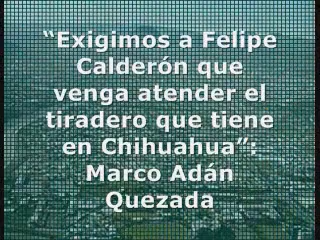 “Exigimos a Felipe
Calderón que
venga atender el
tiradero que tiene
en Chihuahua”:
Marco Adán
Quezada